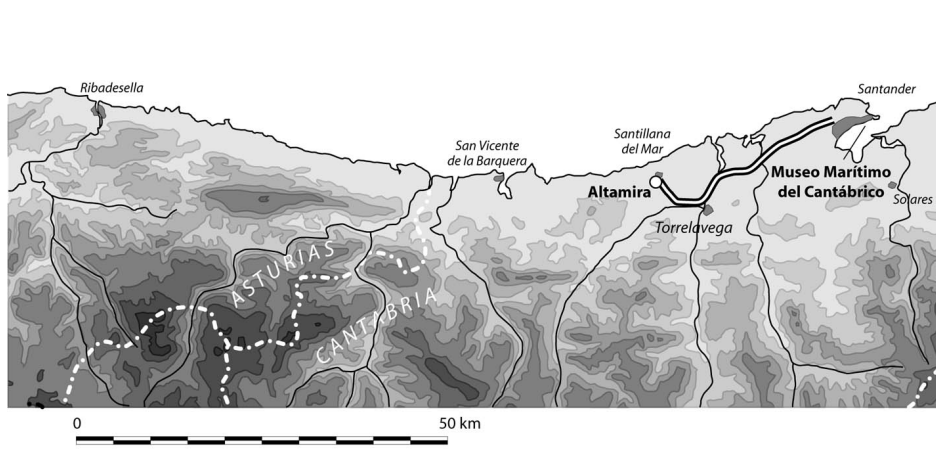 Ribadesella
Santander
San Vicente
de la Barquera
Santillana
del Mar
Altamira
Museo Marítimo
del Cantábrico
Solares
Torrelavega
ASTURIAS
CANTABRIA
0
50 km